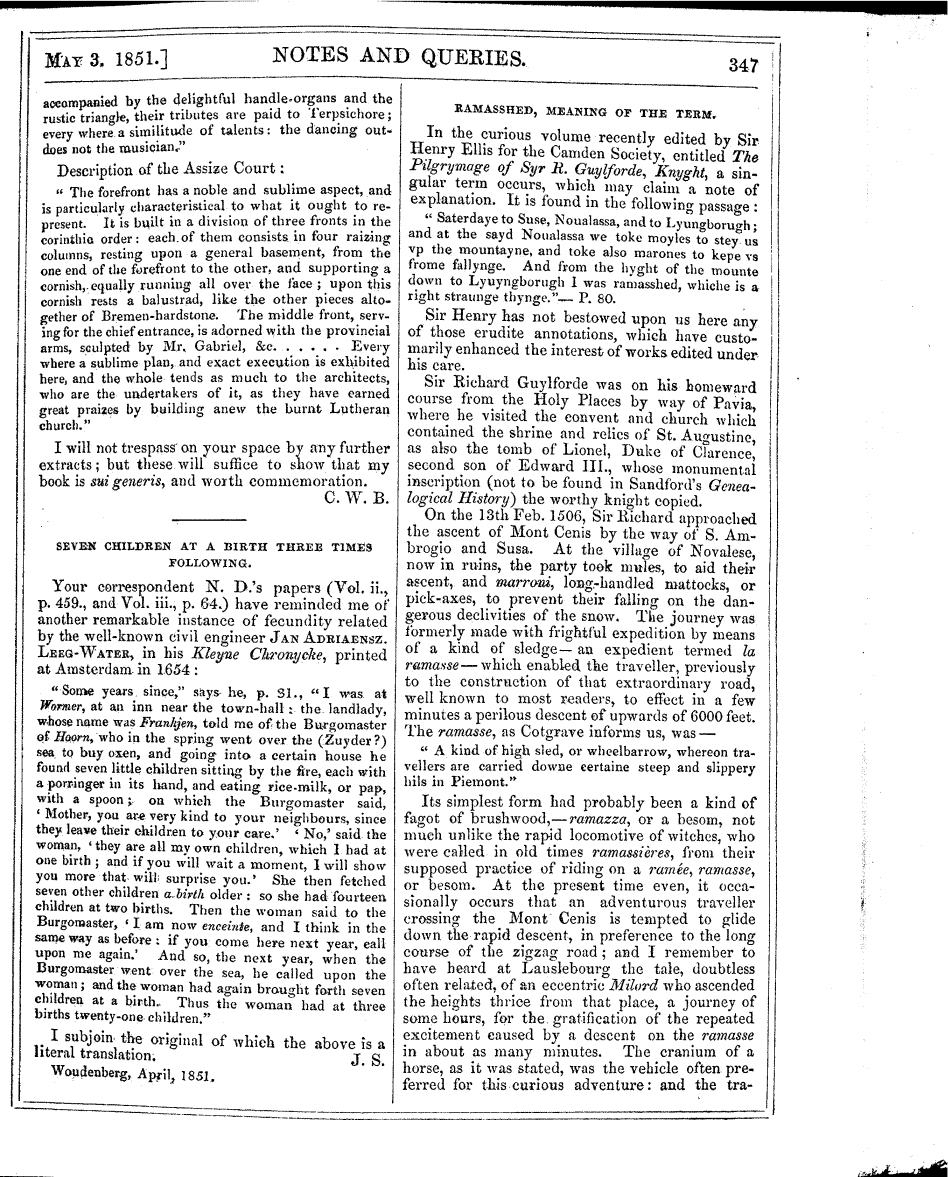 MAY 3. 1851.] NOTES AND QUERIES. 347
accompanied by the delightful handle-organs and the
rustic triangle, their tributes are paid to Terpsichore;
every where a similitude of talents: the dancing out-
does not the musician."
Description of the Assize Court:
" The forefront has a noble and sublime aspect, and
is particularly characteristical to what it ought to re-
present. It is built in a division of three fronts in the
corinthic order: each of them consists in four raizing
columns, resting upon a general basement, from the
one end of the forefront to the other, and supporting a
cornish, equally running all over the face; upon this
cornish rests a balustrad, like the other pieces alto-
gether of Bremen-hardstone. The middle front, serv-
ing for the chief entrance, is adorned with the provincial
arms, sculpted by Mr. Gabriel, &c. . . . . . Every
where a sublime plan, and exact execution is exhibited
here, and the whole tends as much to the architects,
who are the undertakers of it, as they have earned
great praizes by building anew the burnt Lutheran
church."
I will not trespass on your space by any further
extracts; but these will suffice to show that my
book is sui generis, and worth commemoration.
C. W. B.
SEVEN CHILDREN AT A BIRTH THREE TIMES
FOLLOWING.
Your correspondent N. D.'s papers (Vol. ii.,
p. 459., and Vol. iii., p. 64.) have reminded me of
another remarkable instance of fecundity related
by the well-known civil engineer JAN ADRIAENSZ.
LEEG-WATER, in his Kleyne Chronycke, printed
at Amsterdam in 1654:
"Some years since," says he, p. 31., "I was at
Wormer, at an inn near the town-hall: the landlady,
whose name was Frankjen, told me of the Burgomaster
of Hoorn, who in the spring went over the (Zuyder?)
sea to buy oxen, and going into a certain house he
found seven little children sitting by the fire, each with
a porringer in its hand, and eating rice-milk, or pap,
with a spoon; on which the Burgomaster said,
' Mother, you are very kind to your neighbours, since
they leave their children to your care.' ' No,' said the
woman, ' they are all my own children, which I had at
one birth; and if you will wait a moment, I will show
you more that will surprise you.' She then fetched
seven other children a birth older: so she had fourteen
children at two births. Then the woman said to the
Burgomaster, ' I am now enceinte, and I think in the
same way as before: if you come here next year, call
upon me again.' And so, the next year, when the
Burgomaster went over the sea, he called upon the
woman; and the woman had again brought forth seven
children at a birth. Thus the woman had at three
births twenty-one children."
I subjoin the original of which the above is a
literal translation. J. S.
Woudenberg, April, 1851.
RAMASSHED, MEANING OF THE TERM.
In the curious volume recently edited by Sir
Henry Ellis for the Camden Society, entitled The
Pilgrymage of Syr R. Guylforde, Knyght, a sin-
gular term occurs, which may claim a note of
explanation. It is found in the following passage:
" Saterdaye to Suse, Noualassa, and to Lyungborugh;
and at the sayd Noualassa we toke moyles to stey us
vp the mountayne, and toke also marones to kepe vs
frome fallynge. And from the hyght of the mounte
down to Lyuyngborugh I was ramasshed, whiche is a
right straunge thynge."— P. 80.
Sir Henry has not bestowed upon us here any
of those erudite annotations, which have custo-
marily enhanced the interest of works edited under
his care.
Sir Richard Guylforde was on his homeward
course from the Holy Places by way of Pavia,
where he visited the convent and church which
contained the shrine and relics of St. Augustine,
as also the tomb of Lionel, Duke of Clarence,
second son of Edward III., whose monumental
inscription (not to be found in Sandford's Genea-
logical History) the worthy knight copied.
On the 13th Feb. 1506, Sir Richard approached
the ascent of Mont Cenis by the way of S. Am-
brogio and Susa. At the village of Novalese,
now in ruins, the party took mules, to aid their
ascent, and marroni, long-handled mattocks, or
pick-axes, to prevent their falling on the dan-
gerous declivities of the snow. The journey was
formerly made with frightful expedition by means
of a kind of sledge— an expedient termed la
ramasse— which enabled the traveller, previously
to the construction of that extraordinary road,
well known to most readers, to effect in a few
minutes a perilous descent of upwards of 6000 feet.
The ramasse, as Cotgrave informs us, was —
" A kind of high sled, or wheelbarrow, whereon tra-
vellers are carried downe certaine steep and slippery
hils in Piemont."
Its simplest form had probably been a kind of
fagot of brushwood,—ramazza, or a besom, not
much unlike the rapid locomotive of witches, who
were called in old times ramassières, from their
supposed practice of riding on a ramée, ramasse,
or besom. At the present time even, it occa-
sionally occurs that an adventurous traveller
crossing the Mont Cenis is tempted to glide
down the rapid descent, in preference to the long
course of the zigzag road; and I remember to
have heard at Lauslebourg the tale, doubtless
often related, of an eccentric Milord who ascended
the heights thrice from that place, a journey of
some hours, for the gratification of the repeated
excitement caused by a descent on the ramasse
in about as many minutes. The cranium of a
horse, as it was stated, was the vehicle often pre-
ferred for this curious adventure: and the tra-